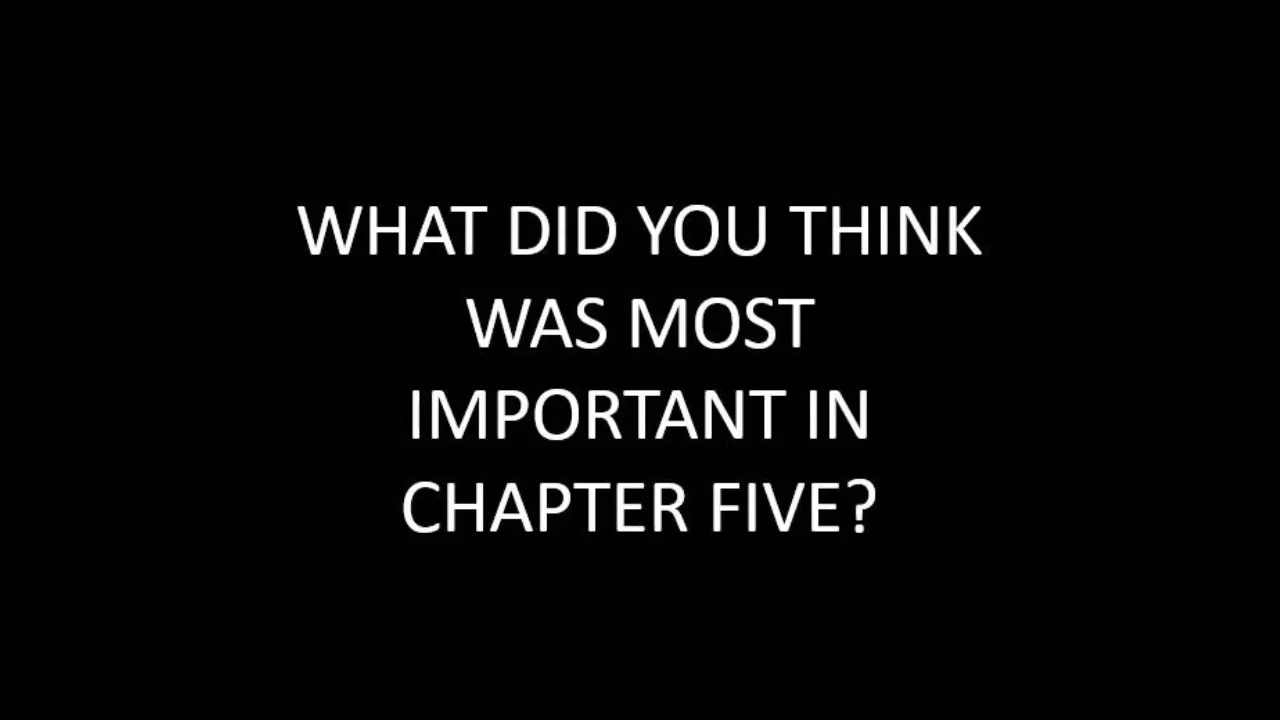 WHAT DID YOU THINK
WAS MOST
IMPORTANT IN
CHAPTER FIVE?